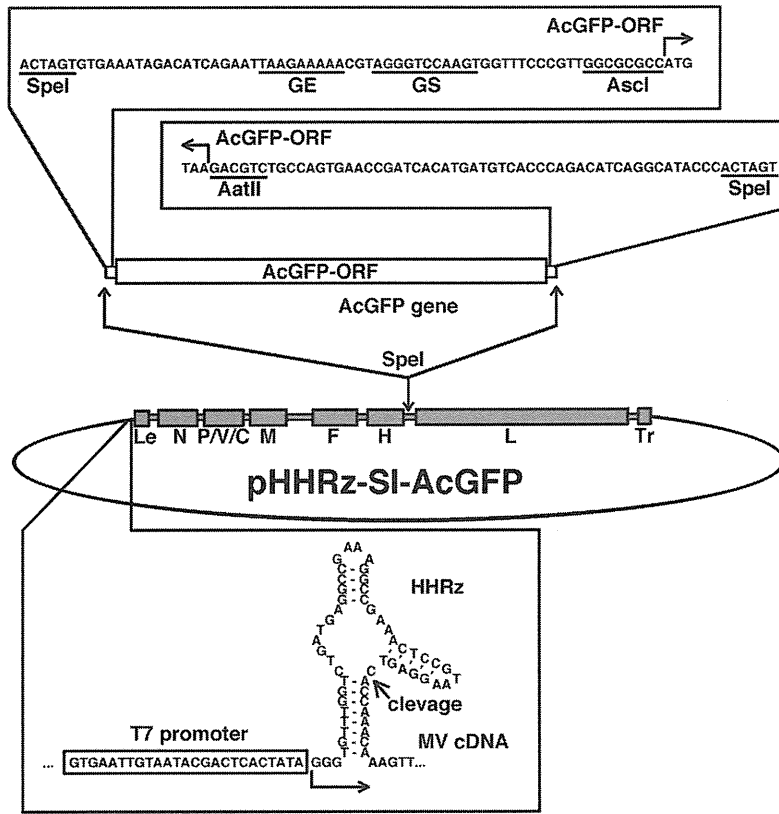 AcGFP-ORF
ACTAGTGTGAAATAGACATCAGAATTAAGAAAAACGTAGGGTCCAAGTGGTTTCCCGTTGGCGCGCCATG
SpeI GE GS AscI
AcGFP-ORF
TAAGACGTCTGCCAGTGAACCGATCACATGATGTCACCCAGACATCAGGCATACCCACTAGT
AatII SpeI
AcGFP-ORF
AcGFP gene
SpeI
Le N P/V/C M F H L Tr
pHHRz-SI-AcGFP
HHRz
clevage
T7 promoter
MV cDNA
... GTGAATTGTAATACGACTCACTATA GGG AAGTT...